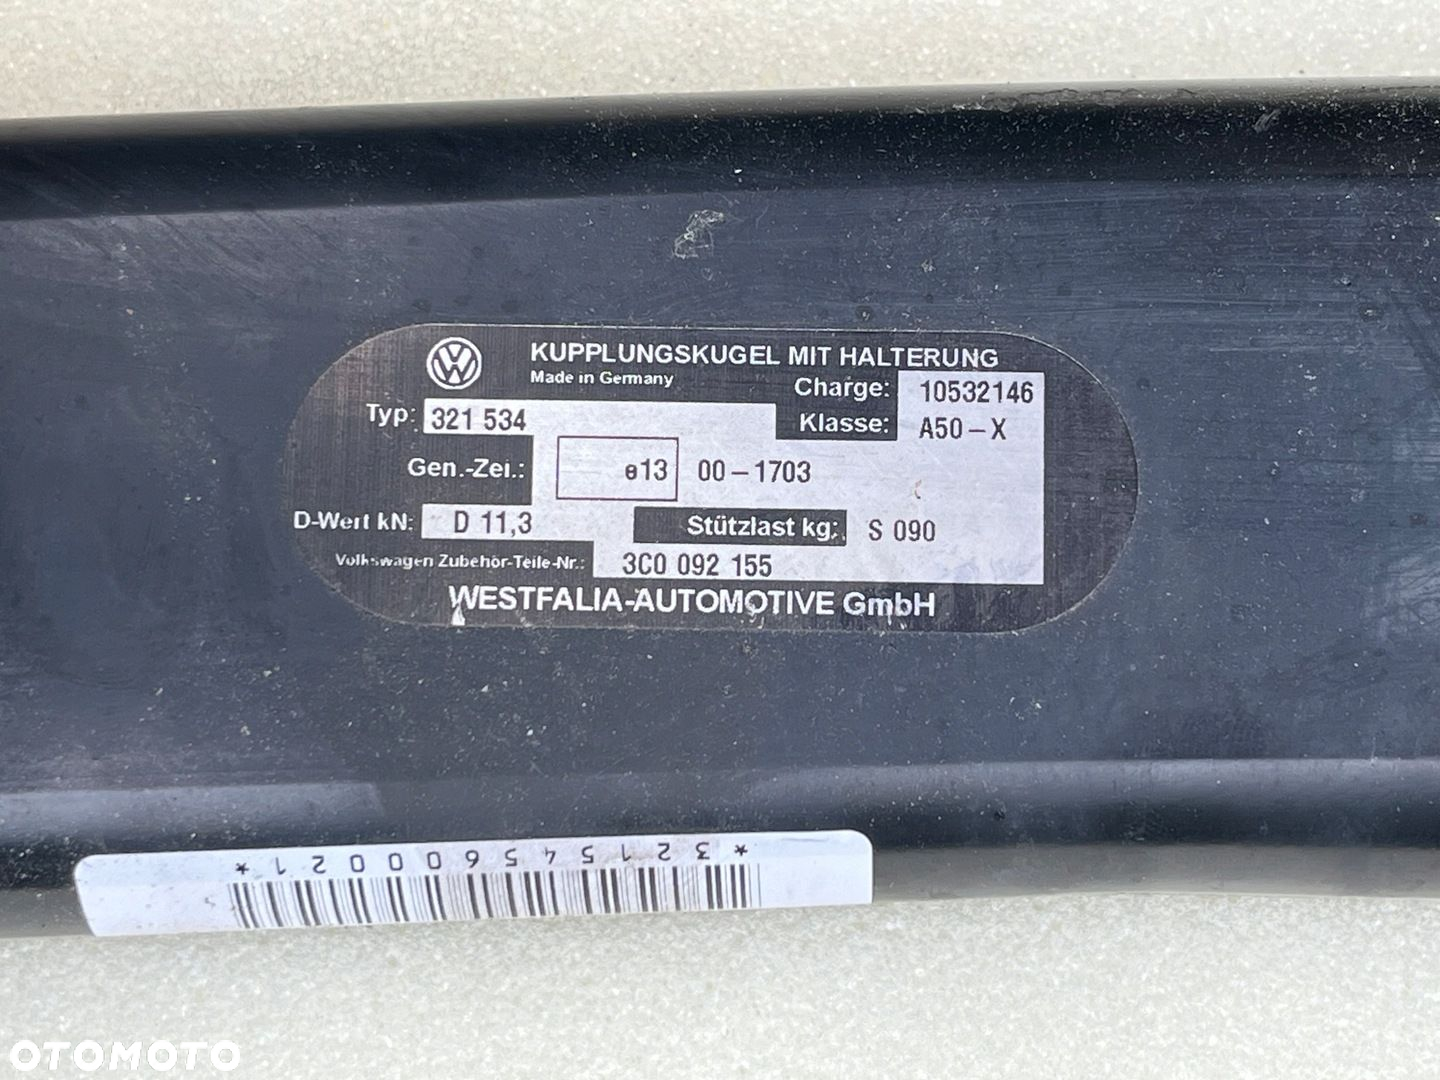 KUPPLUNGSKUGEL MIT HALTERUNG
Made in Germany
Charge: 10532146
Typ: 321 534
Klasse: A50-X
Gen.-Zei.: e13 00-1703
D-Wert kN: D 11,3 Stützlast kg: S 090
Volkswagen Zubehör-Teile-Nr.: 3C0 092 155
WESTFALIA-AUTOMOTIVE GmbH
*3215456000021*
OTOMOTO